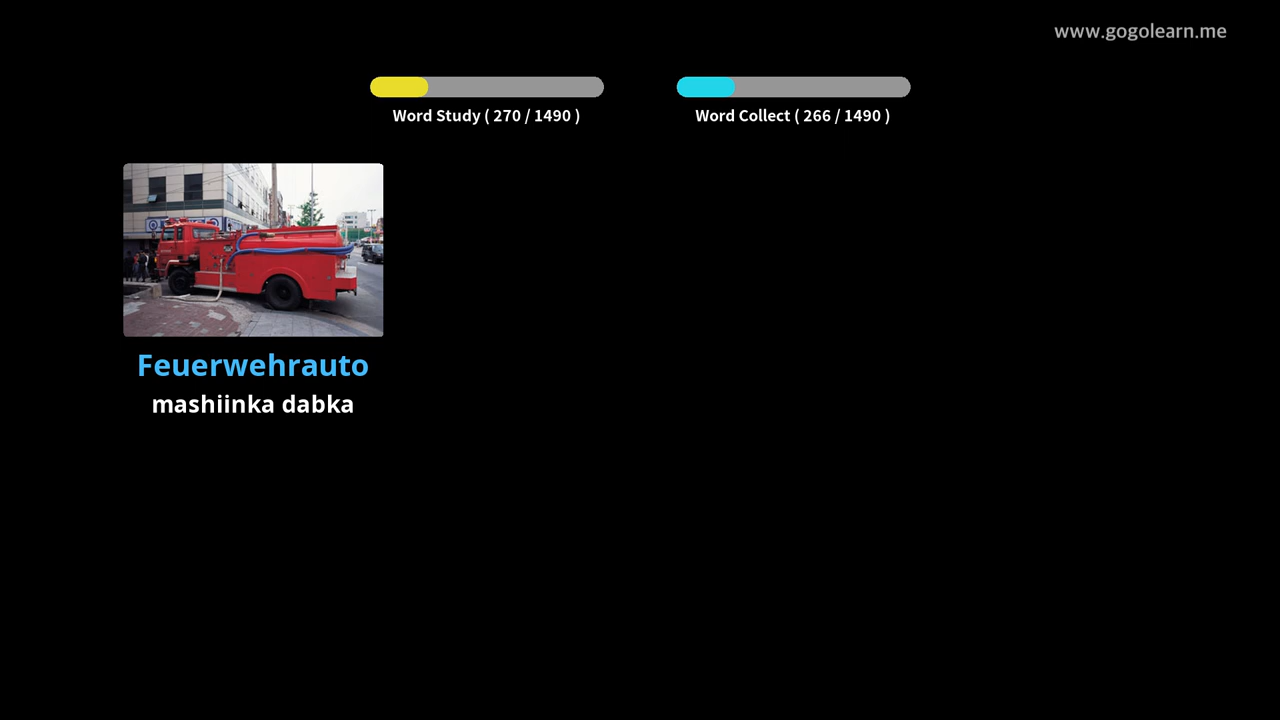 www.gogolearn.me
Word Study ( 270 / 1490 )
Word Collect ( 266 / 1490 )
Feuerwehrauto
mashiinka dabka